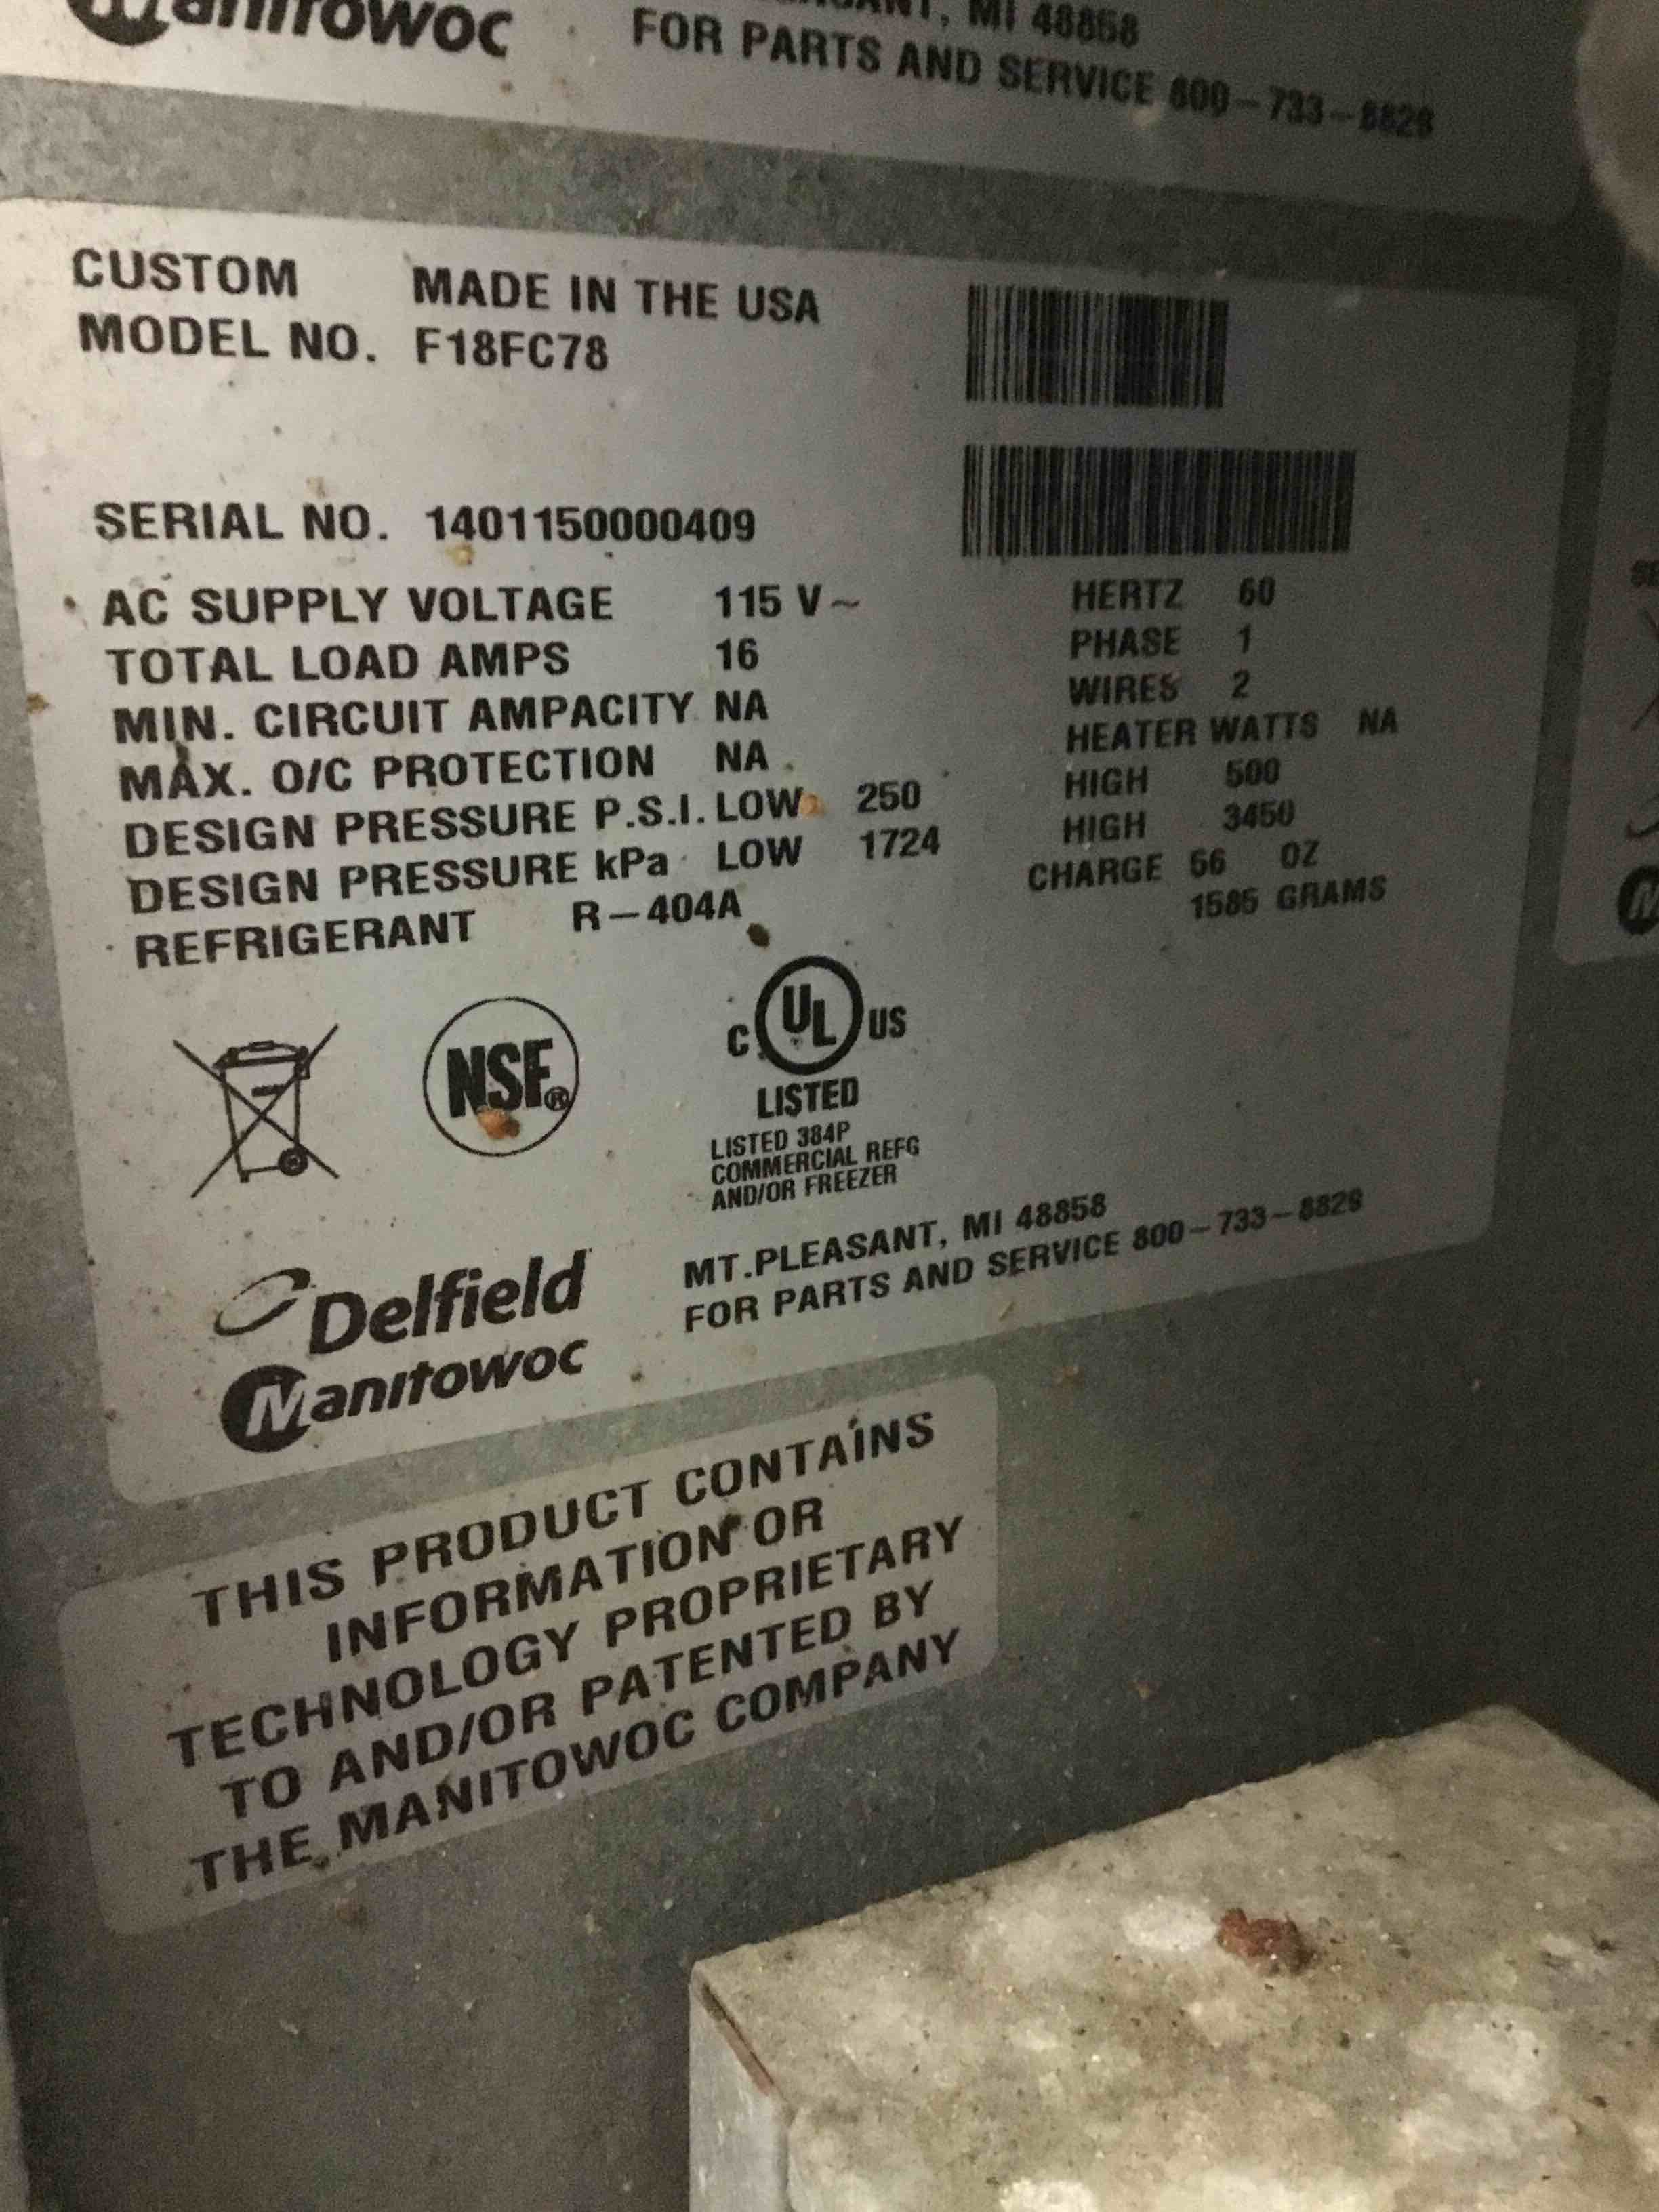 Manitowoc
, MI 48858
FOR PARTS AND SERVICE 800-733-8829
CUSTOM MADE IN THE USA
MODEL NO. F18FC78
SERIAL NO. 1401150000409
AC SUPPLY VOLTAGE 115 V~ HERTZ 60
TOTAL LOAD AMPS 16 PHASE 1
MIN. CIRCUIT AMPACITY NA WIRES 2
MAX. O/C PROTECTION NA HEATER WATTS NA
DESIGN PRESSURE P.S.I. LOW 250 HIGH 500
DESIGN PRESSURE kPa LOW 1724 HIGH 3450
REFRIGERANT R-404A CHARGE 56 OZ
1585 GRAMS
NSF®
C UL US
LISTED
LISTED 384P
COMMERCIAL REFG
AND/OR FREEZER
Delfield
Manitowoc
MT.PLEASANT, MI 48858
FOR PARTS AND SERVICE 800-733-8829
THIS PRODUCT CONTAINS
INFORMATION OR
TECHNOLOGY PROPRIETARY
TO AND/OR PATENTED BY
THE MANITOWOC COMPANY